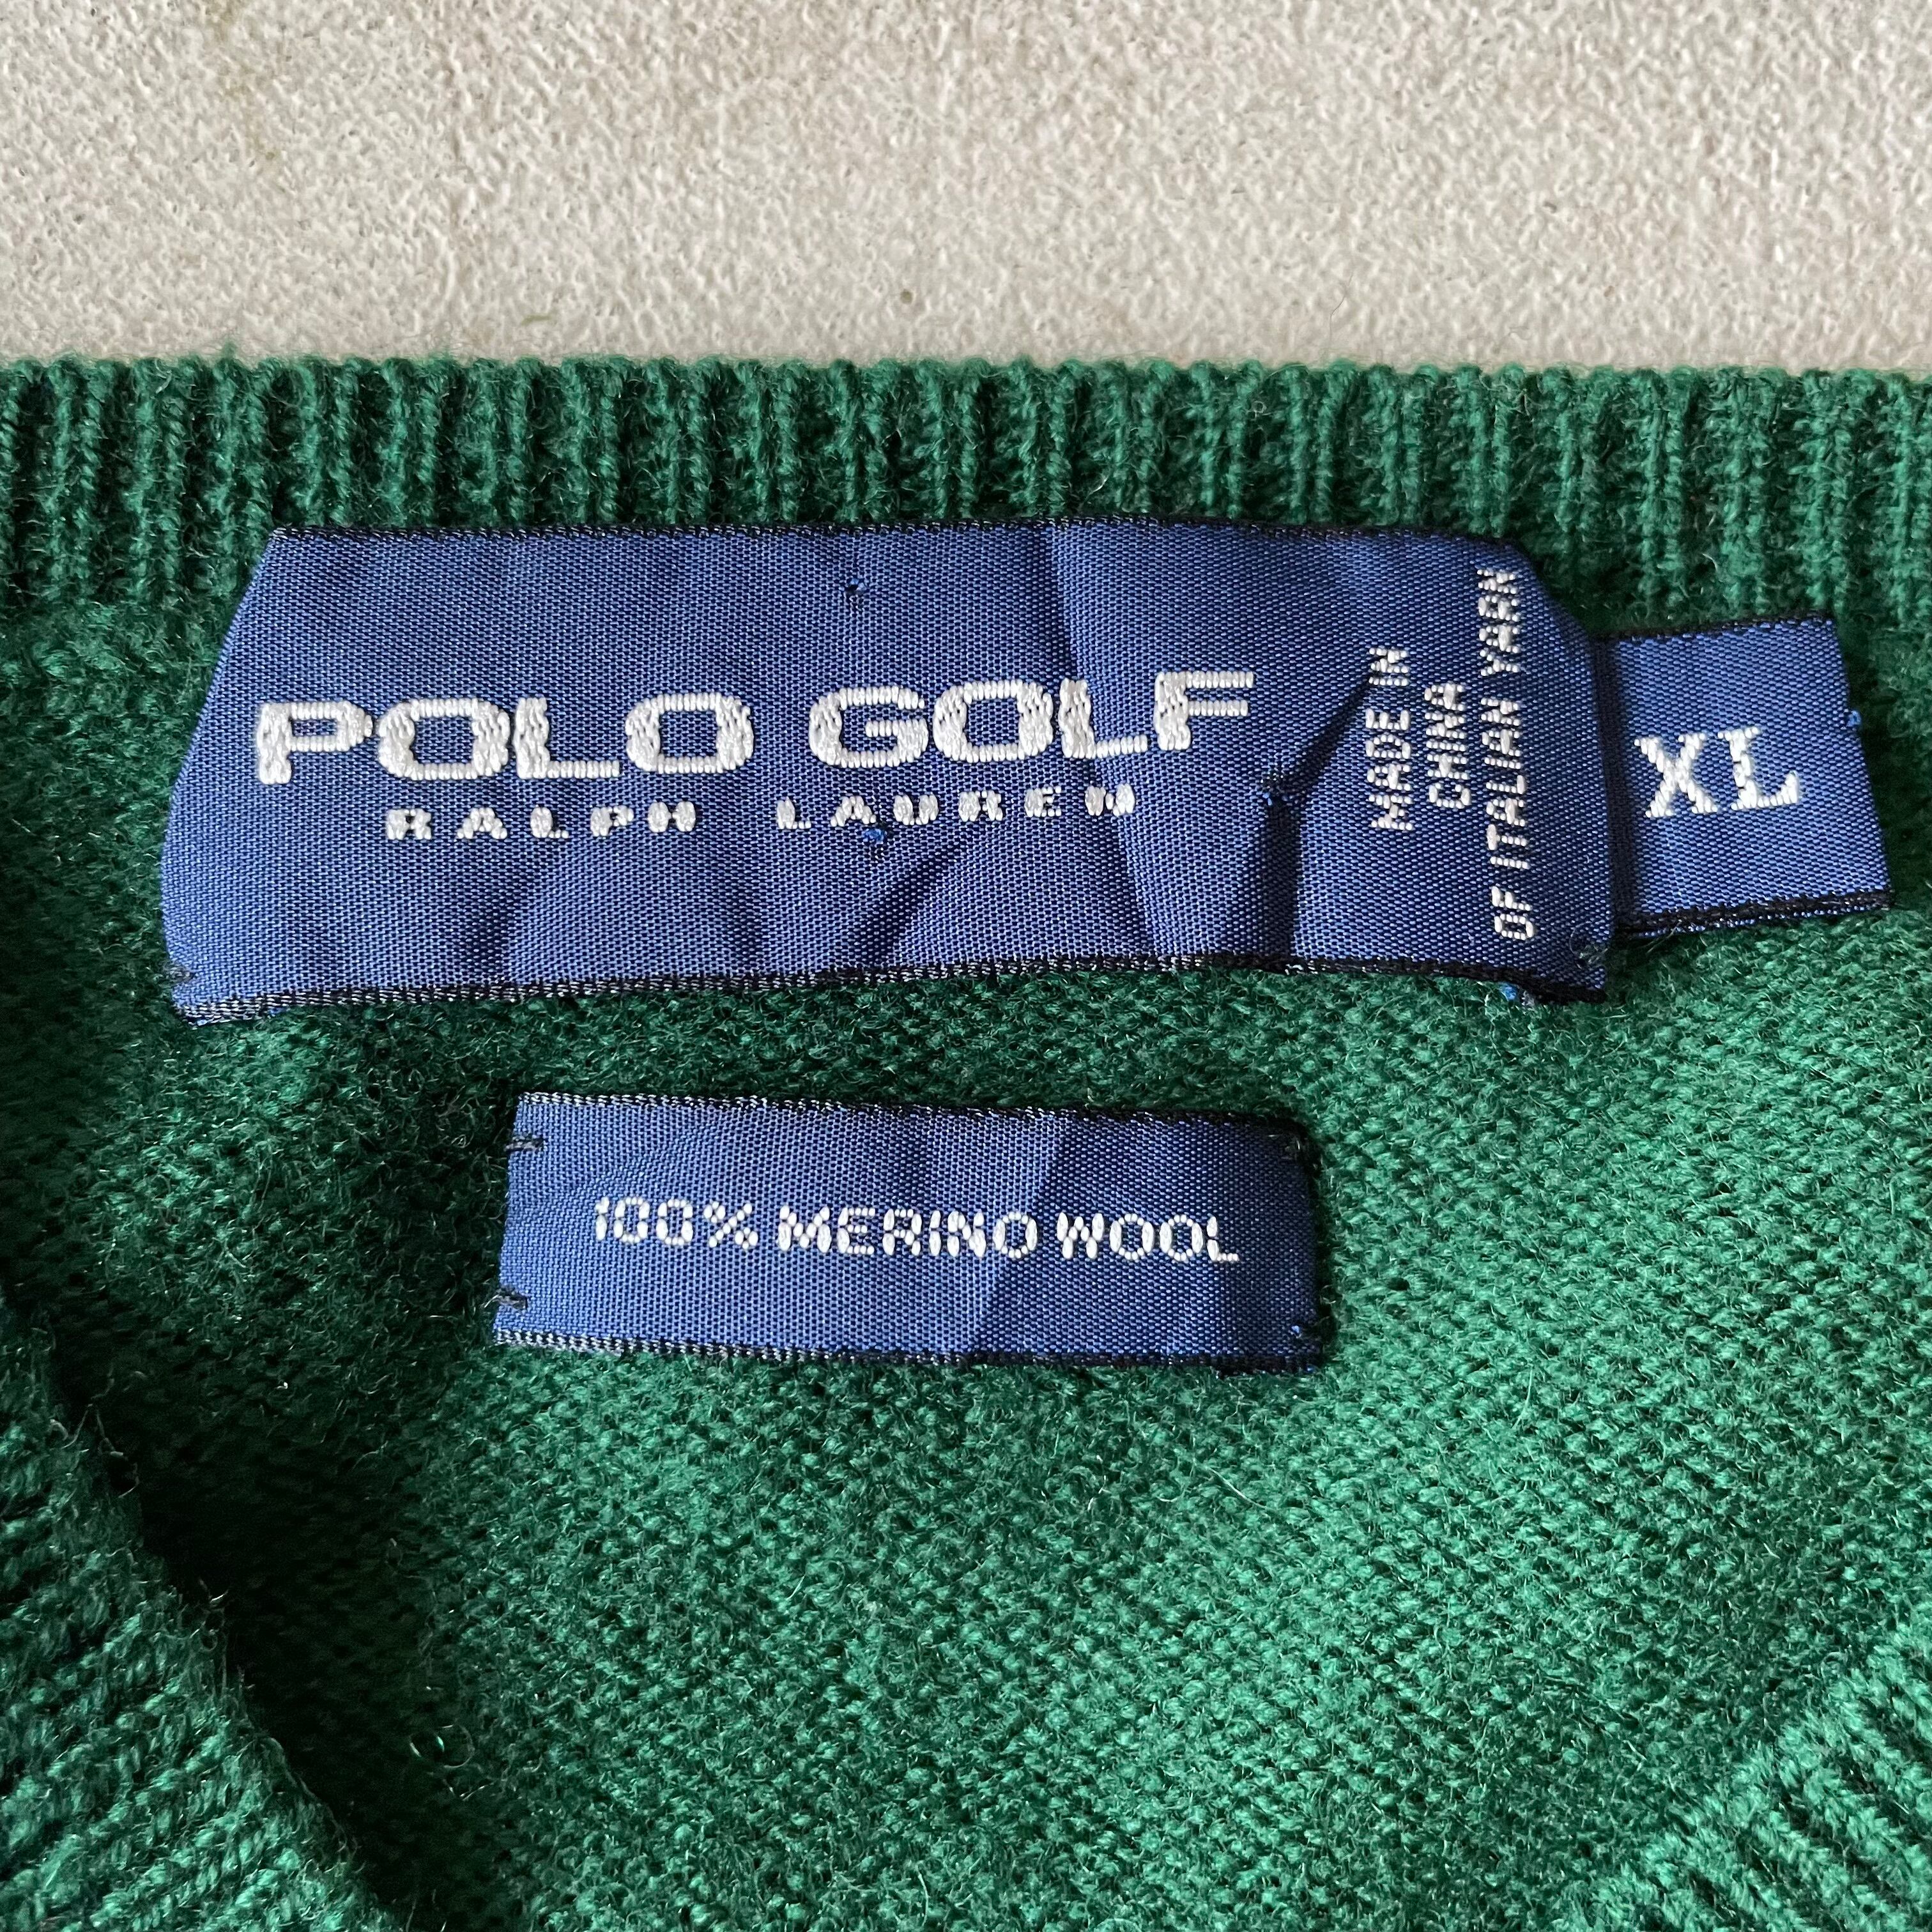 POLO GOLF
RALPH LAUREN
MADE IN
CHINA
OF ITALIAN YARN
XL
100% MERINO WOOL